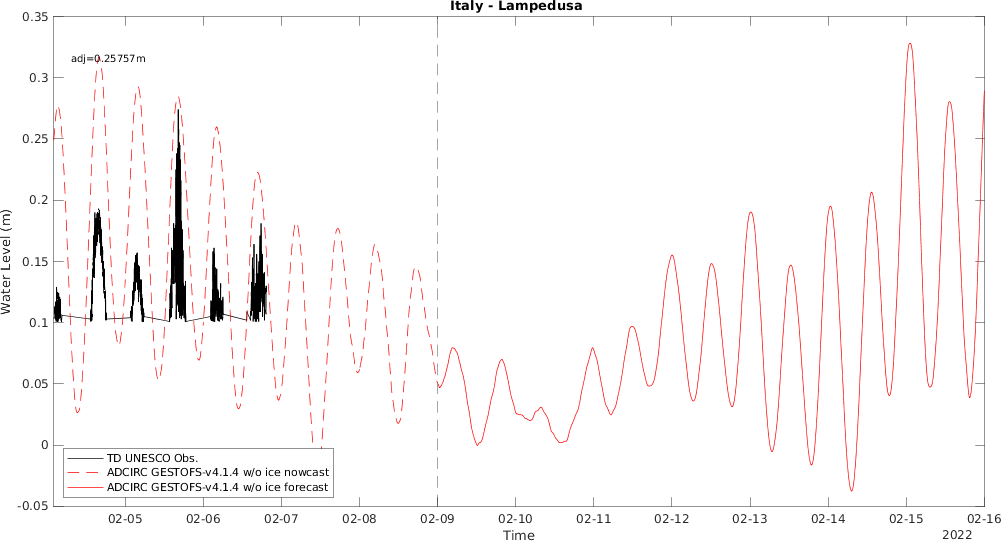 Italy - Lampedusa
adj=0.25757m
Water Level (m)
0.35
0.3
0.25
0.2
0.15
0.1
0.05
0
-0.05
TD UNESCO Obs.
ADCIRC GESTOFS-v4.1.4 w/o ice nowcast
ADCIRC GESTOFS-v4.1.4 w/o ice forecast
02-05 02-06 02-07 02-08 02-09 02-10 02-11 02-12 02-13 02-14 02-15 02-16
Time
2022